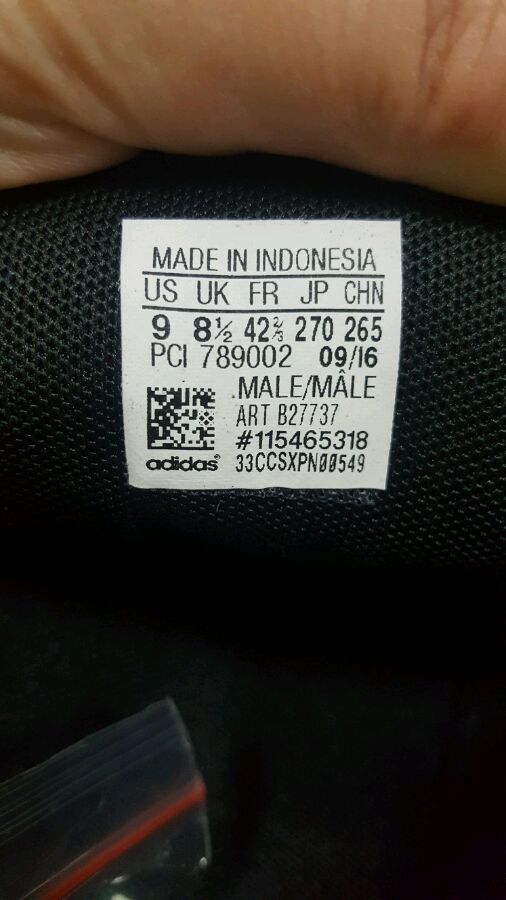 MADE IN INDONESIA
US UK FR JP CHN
9 8½ 42⅔ 270 265
PCI 789002 09/16
MALE/MÂLE
ART B27737
#115465318
adidas® 33CCSXPN00549